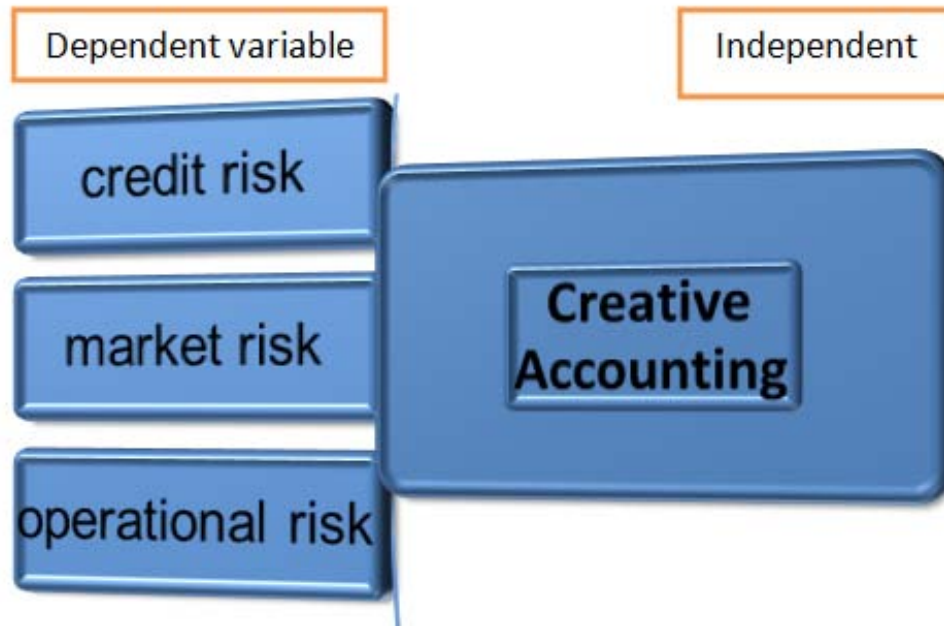 Dependent variable
Independent
credit risk
market risk
operational risk
Creative
Accounting